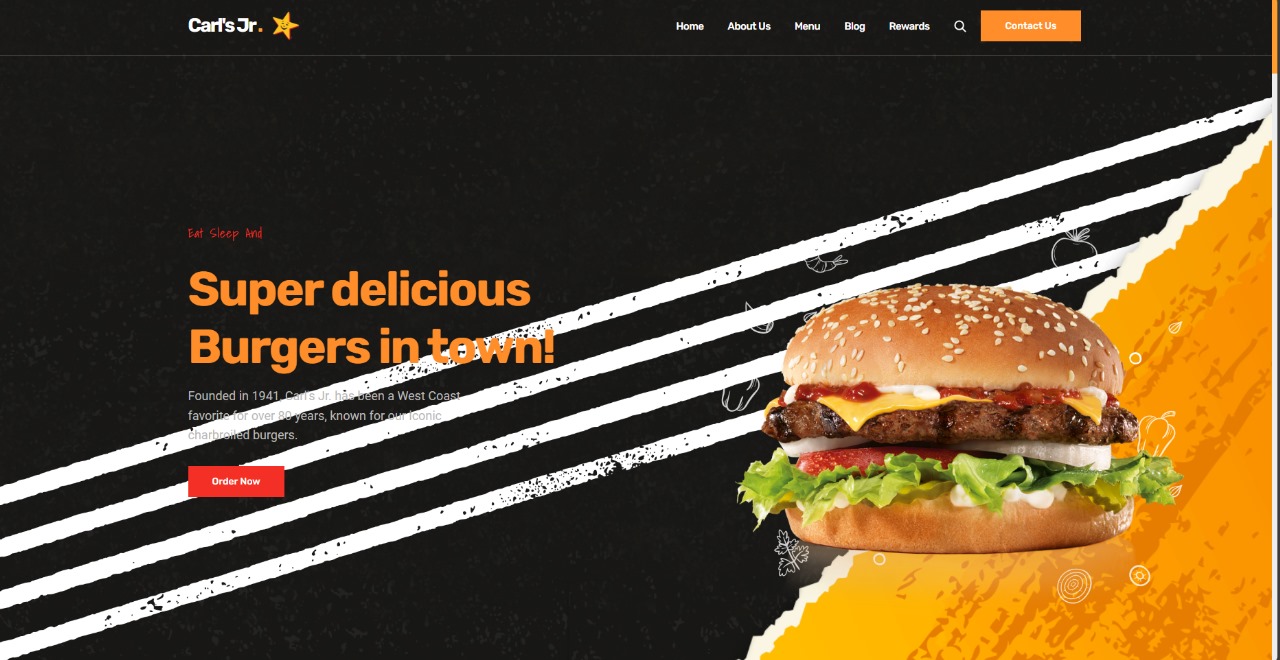 Carl's Jr.
Home About Us Menu Blog Rewards Contact Us
Eat Sleep And
Super delicious
Burgers in town!
Founded in 1941, Carl's Jr. has been a West Coast
favorite for over 80 years, known for our iconic
charbroiled burgers.
Order Now